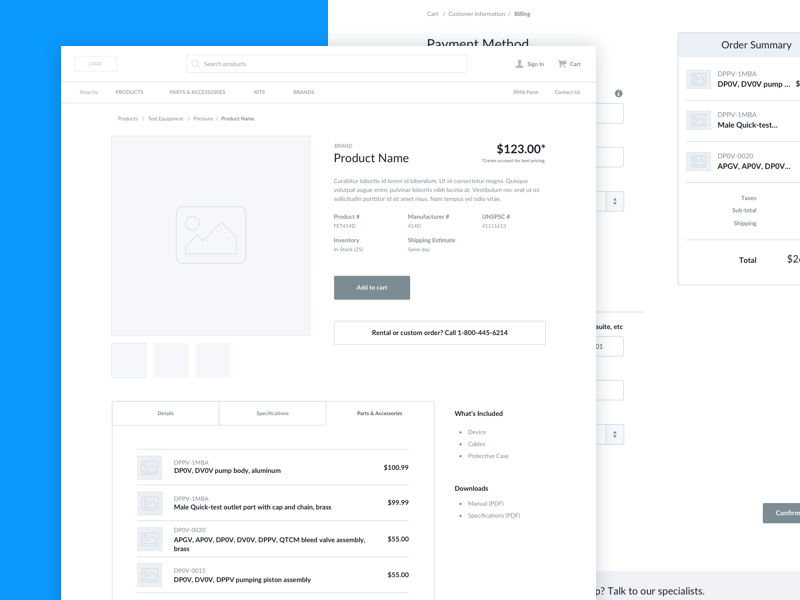 Cart / Customer Information / Billing
Payment Method
Order Summary
DPPV-1MBA
DP0V, DV0V pump ... $
DPPV-1MBA
Male Quick-test...
DP0V-0020
APGV, AP0V, DP0V...
Taxes
Sub-total
Shipping
Total $2
suite, etc
01
Confirm
p? Talk to our specialists.
LOGO
Search products
Sign In
Cart
Shop by:
PRODUCTS
PARTS & ACCESSORIES
KITS
BRANDS
RMA Form
Contact Us
Products / Test Equipment / Pressure / Product Name
BRAND
Product Name
$123.00*
*Create account for best pricing.
Curabitur lobortis id lorem id bibendum. Ut id consectetur magna. Quisque
volutpat augue enim, pulvinar lobortis nibh lacinia at. Vestibulum nec erat ut mi
sollicitudin porttitor id sit amet risus. Nam tempus vel odio vitae.
Product # Manufacturer # UNSPSC #
FE7414D 414D 41111613
Inventory Shipping Estimate
In-Stock (25) Same day
Add to cart
Rental or custom order? Call 1-800-445-6214
Details Specifications Parts & Accessories
DPPV-1MBA
DP0V, DV0V pump body, aluminum
$100.99
DPPV-1MBA
Male Quick-test outlet port with cap and chain, brass
$99.99
DP0V-0020
APGV, AP0V, DP0V, DV0V, DPPV, QTCM bleed valve assembly,
brass
$55.00
DP0V-0015
DP0V, DV0V, DPPV pumping piston assembly
$55.00
What's Included
Device
Cables
Protective Case
Downloads
Manual (PDF)
Specifications (PDF)